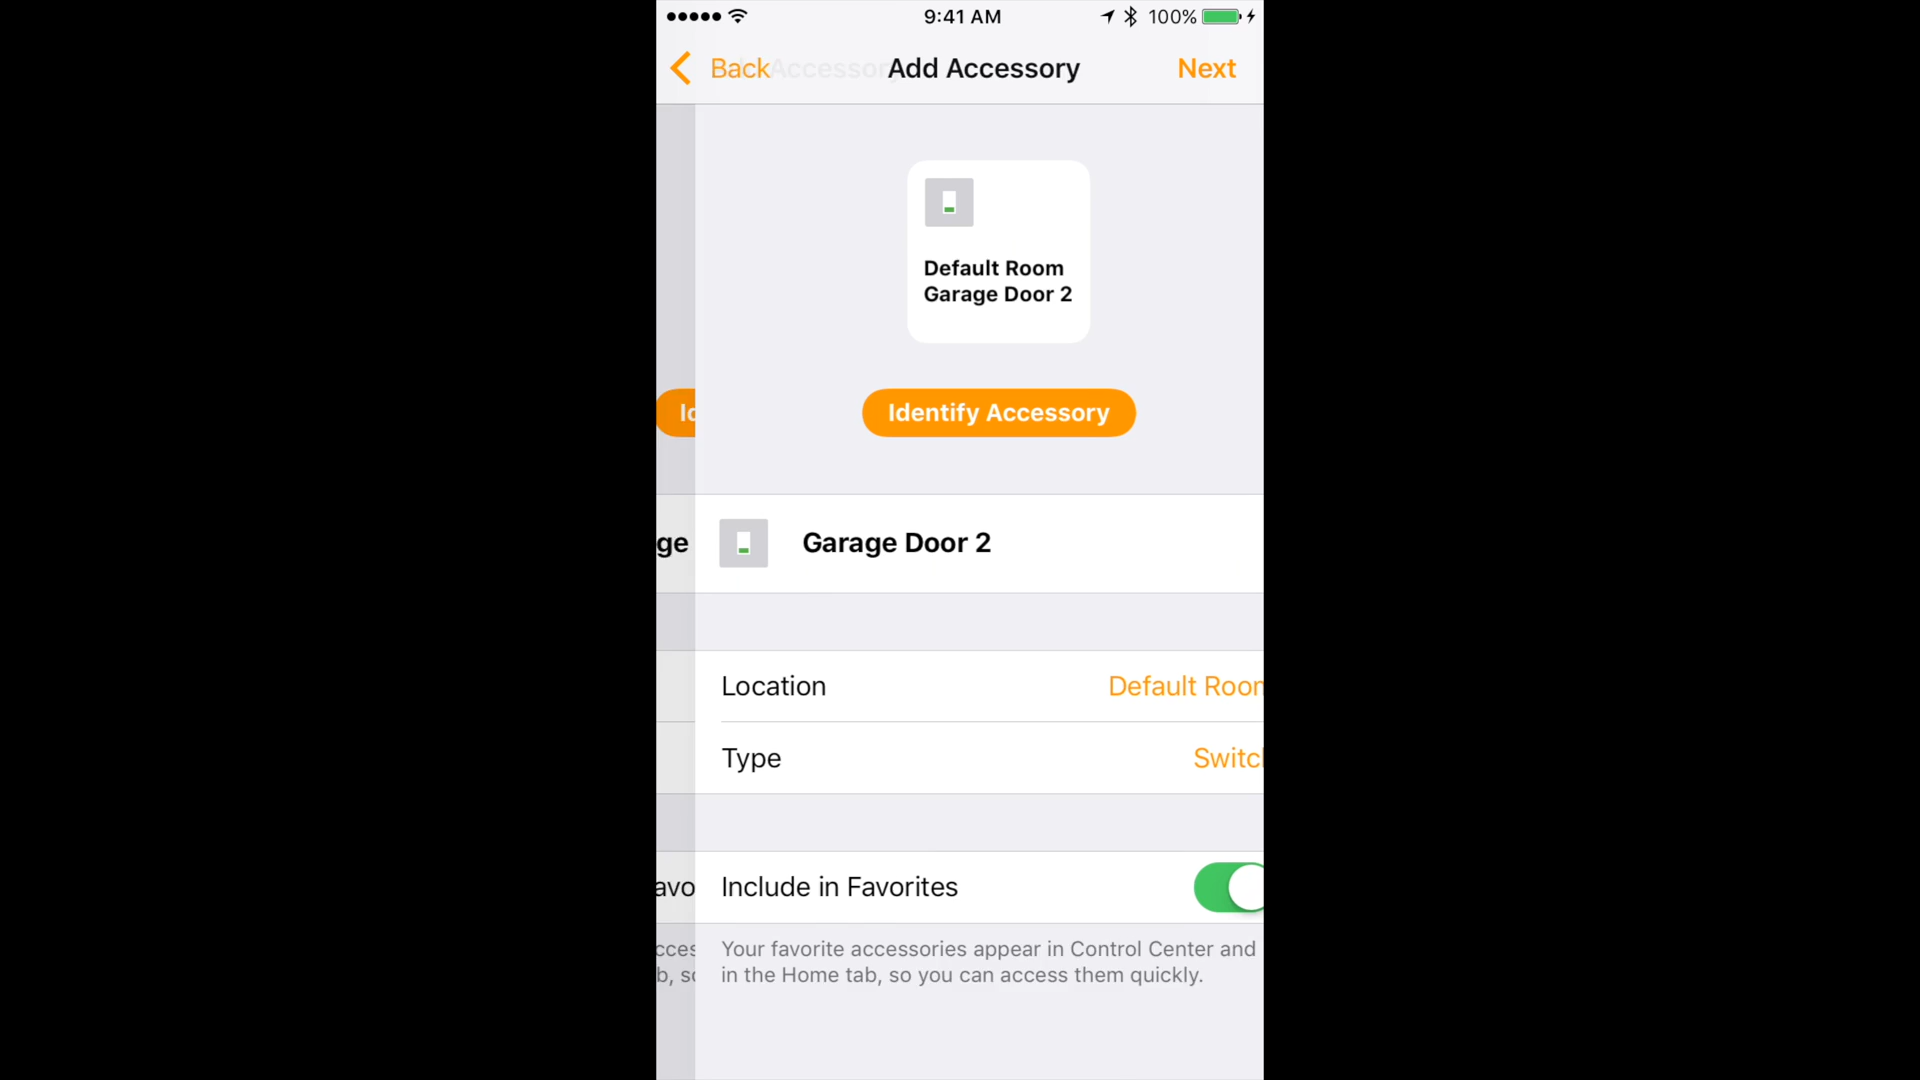 9:41 AM 100%
Back Accessor Add Accessory Next
Default Room
Garage Door 2
Identify Accessory
ge Garage Door 2
Location Default Room
Type Switch
avo Include in Favorites
cces Your favorite accessories appear in Control Center and
b, so in the Home tab, so you can access them quickly.